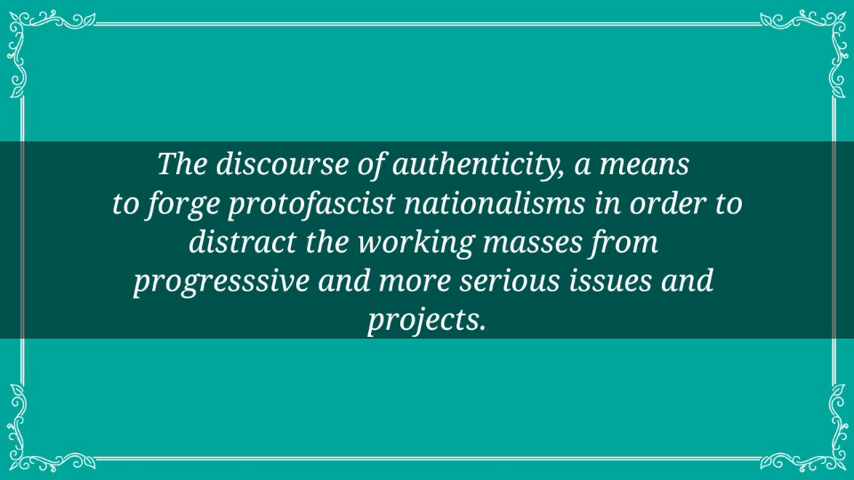 The discourse of authenticity, a means
to forge protofascist nationalisms in order to
distract the working masses from
progresssive and more serious issues and
projects.